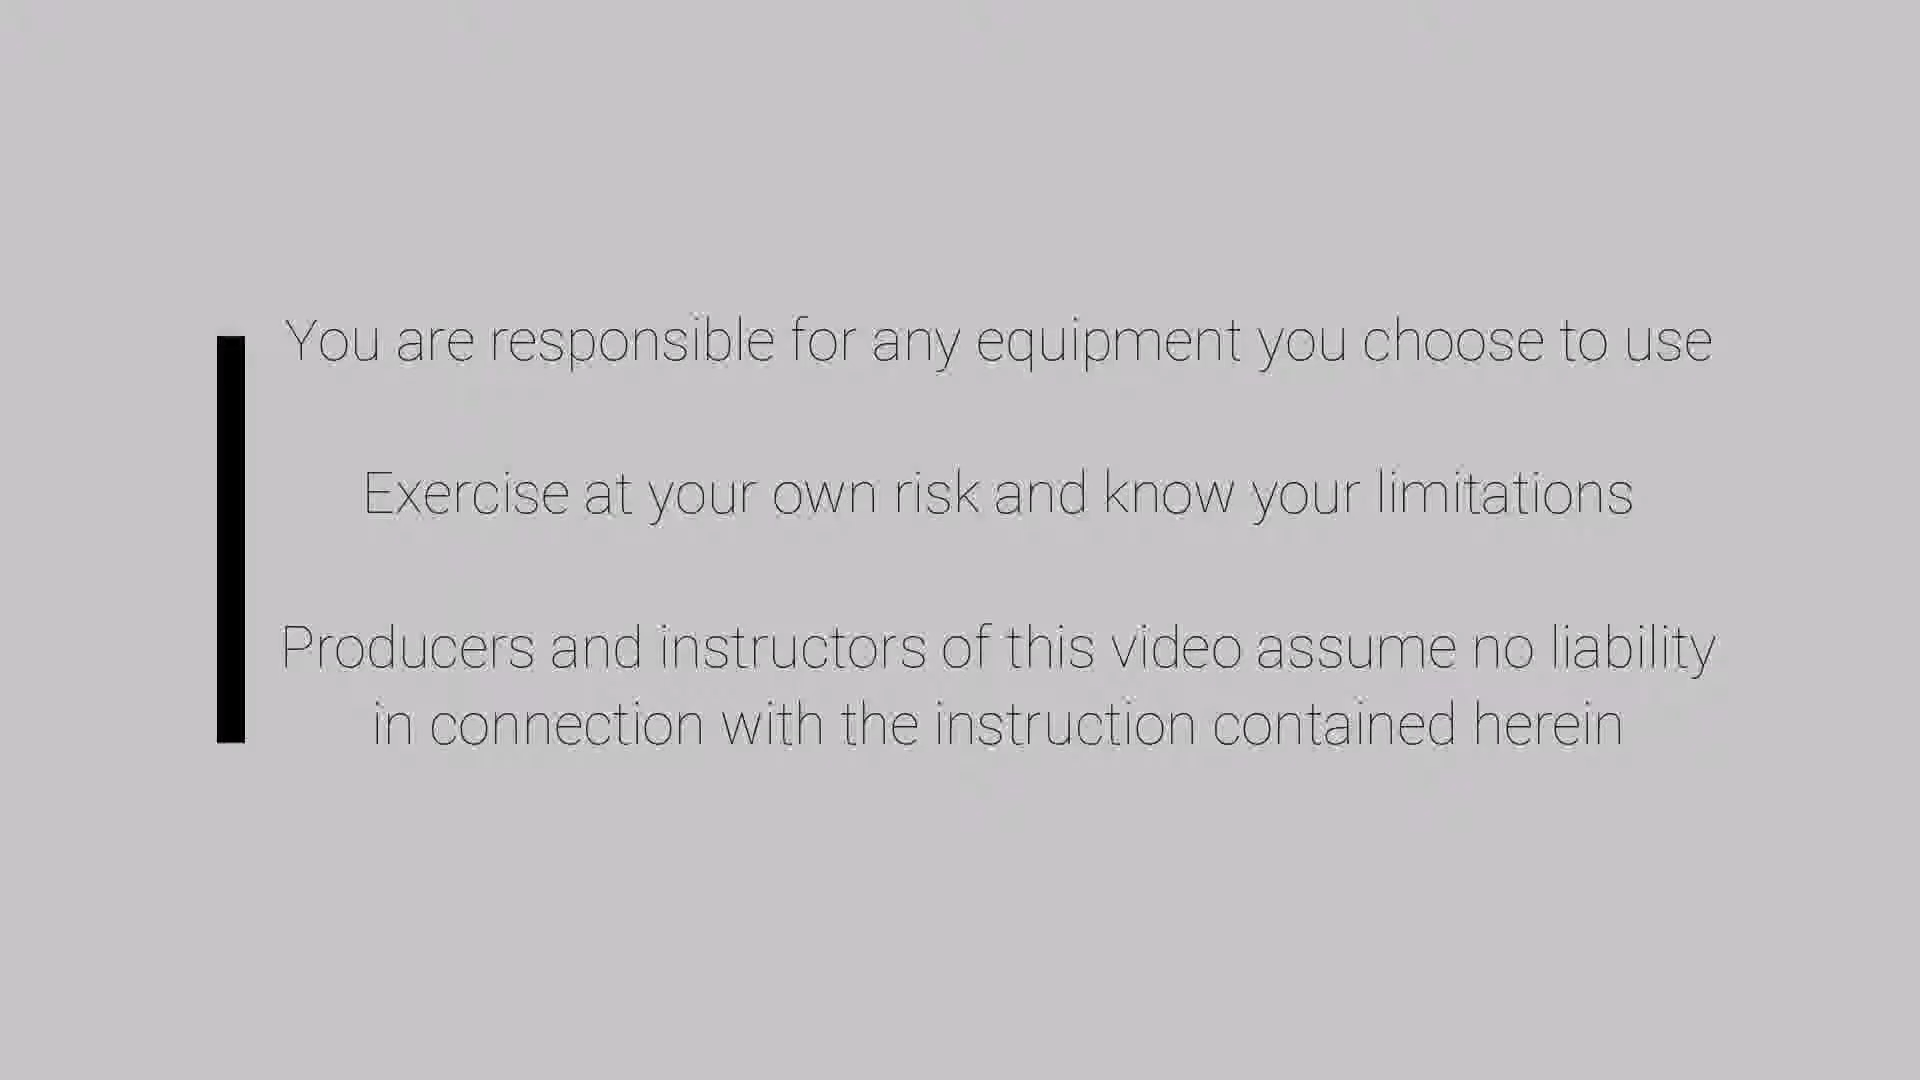 You are responsible for any equipment you choose to use
Exercise at your own risk and know your limitations
Producers and instructors of this video assume no liability
in connection with the instruction contained herein